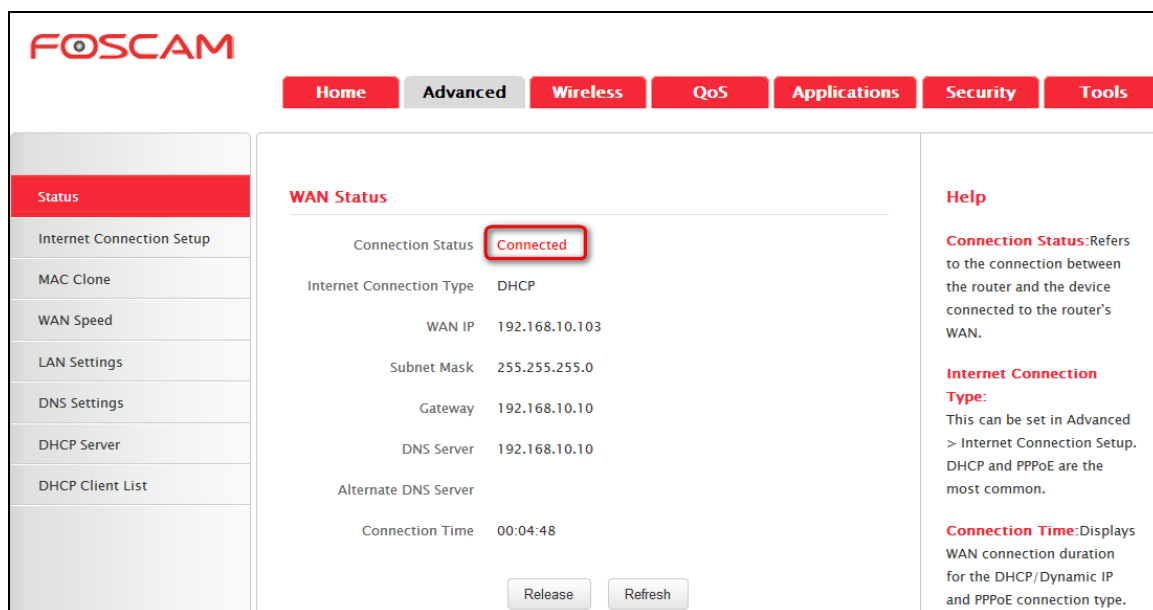 FOSCAM
Home Advanced Wireless QoS Applications Security Tools
Status
Internet Connection Setup
MAC Clone
WAN Speed
LAN Settings
DNS Settings
DHCP Server
DHCP Client List
WAN Status
Connection Status Connected
Internet Connection Type DHCP
WAN IP 192.168.10.103
Subnet Mask 255.255.255.0
Gateway 192.168.10.10
DNS Server 192.168.10.10
Alternate DNS Server
Connection Time 00:04:48
Release Refresh
Help
Connection Status:Refers
to the connection between
the router and the device
connected to the router's
WAN.
Internet Connection
Type:
This can be set in Advanced
> Internet Connection Setup.
DHCP and PPPoE are the
most common.
Connection Time:Displays
WAN connection duration
for the DHCP/Dynamic IP
and PPPoE connection type.